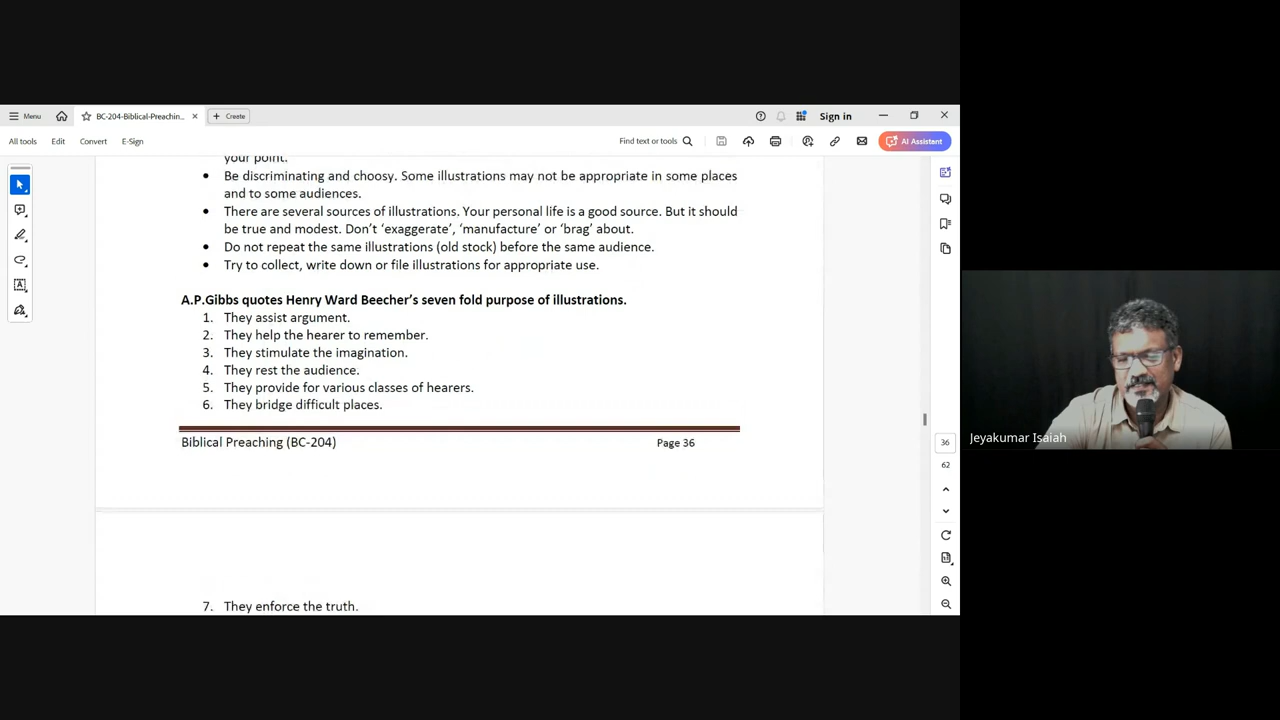 Menu
BC-204-Biblical-Preachin...
Create
Sign in
All tools
Edit
Convert
E-Sign
Find text or tools
AI Assistant
your point.
• Be discriminating and choosy. Some illustrations may not be appropriate in some places
and to some audiences.
• There are several sources of illustrations. Your personal life is a good source. But it should
be true and modest. Don't 'exaggerate', 'manufacture' or 'brag' about.
• Do not repeat the same illustrations (old stock) before the same audience.
• Try to collect, write down or file illustrations for appropriate use.
A.P.Gibbs quotes Henry Ward Beecher's seven fold purpose of illustrations.
1. They assist argument.
2. They help the hearer to remember.
3. They stimulate the imagination.
4. They rest the audience.
5. They provide for various classes of hearers.
6. They bridge difficult places.
Biblical Preaching (BC-204) Page 36
7. They enforce the truth.
36
62
Jeyakumar Isaiah